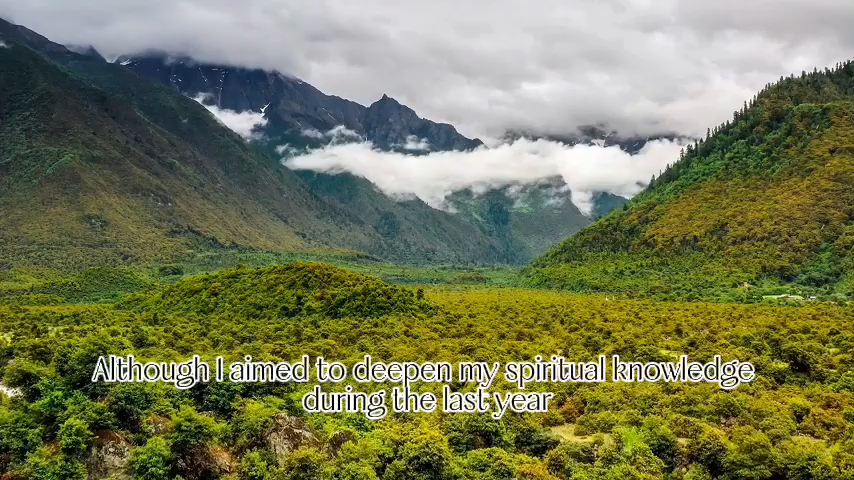 Although I aimed to deepen my spiritual knowledge
during the last year